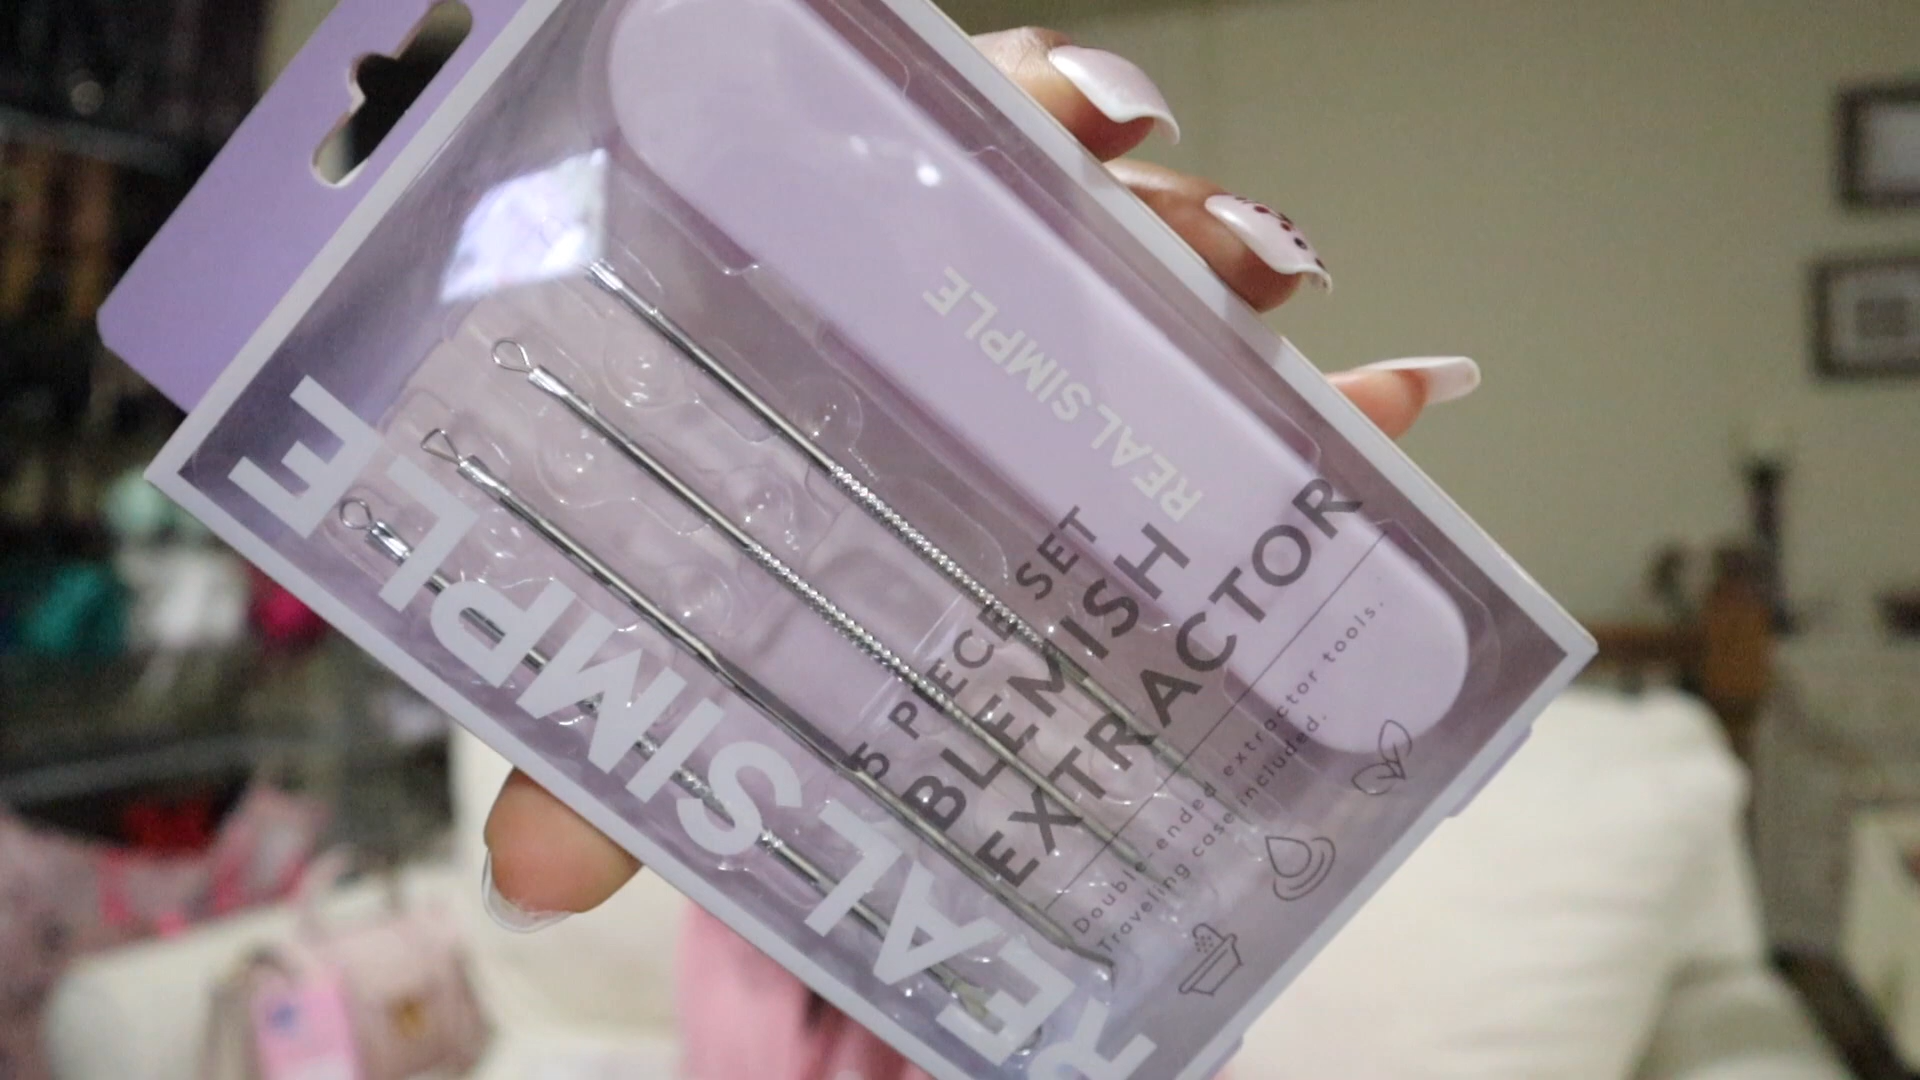 REAL SIMPLE
REAL SIMPLE
5 PIECE SET
BLEMISH
EXTRACTOR
Double-ended extractor tools.
Traveling case included.